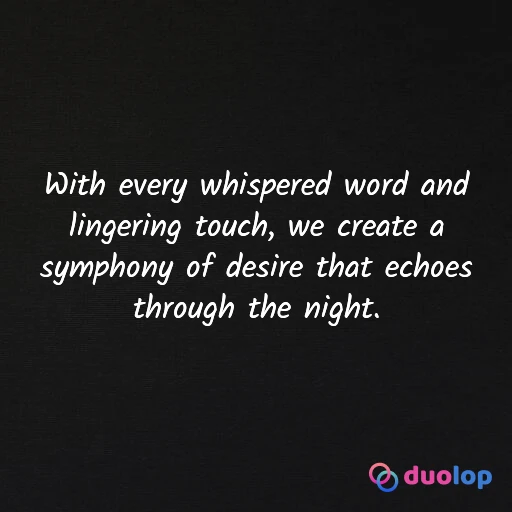 With every whispered word and
lingering touch, we create a
symphony of desire that echoes
through the night.
duolop